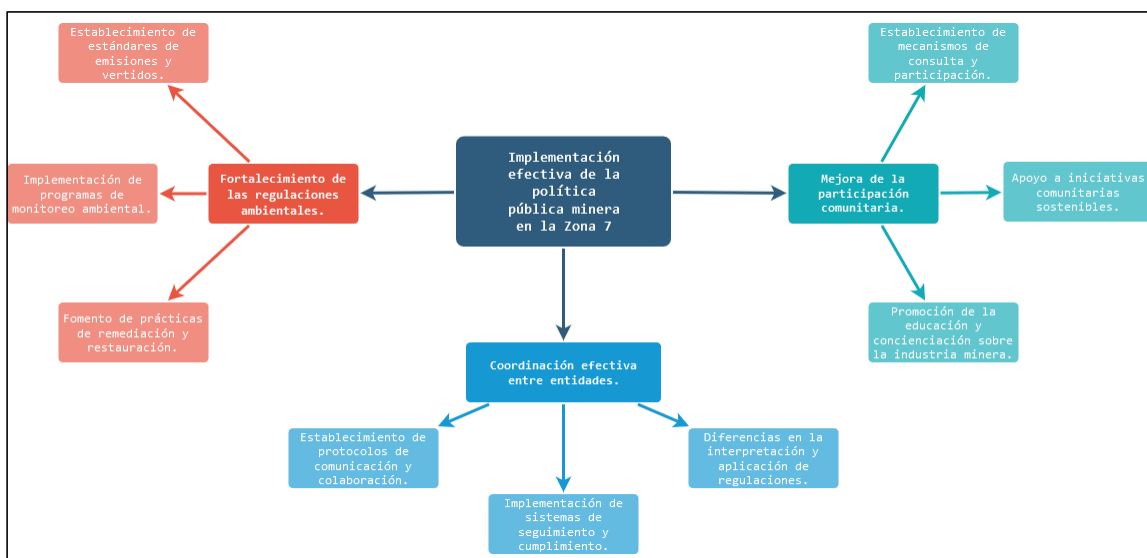 Establecimiento de
estándares de
emisiones y
vertidos.
Establecimiento de
mecanismos de
consulta y
participación.
Implementación
efectiva de la
política
pública minera
en la Zona 7
Implementación de
programas de
monitoreo ambiental.
Fortalecimiento de
las regulaciones
ambientales.
Mejora de la
participación
comunitaria.
Apoyo a iniciativas
comunitarias
sostenibles.
Fomento de prácticas
de remediación y
restauración.
Promoción de la
educación y
concienciación sobre
la industria minera.
Coordinación efectiva
entre entidades.
Establecimiento de
protocolos de
comunicación y
colaboración.
Diferencias en la
interpretación y
aplicación de
regulaciones.
Implementación de
sistemas de
seguimiento y
cumplimiento.